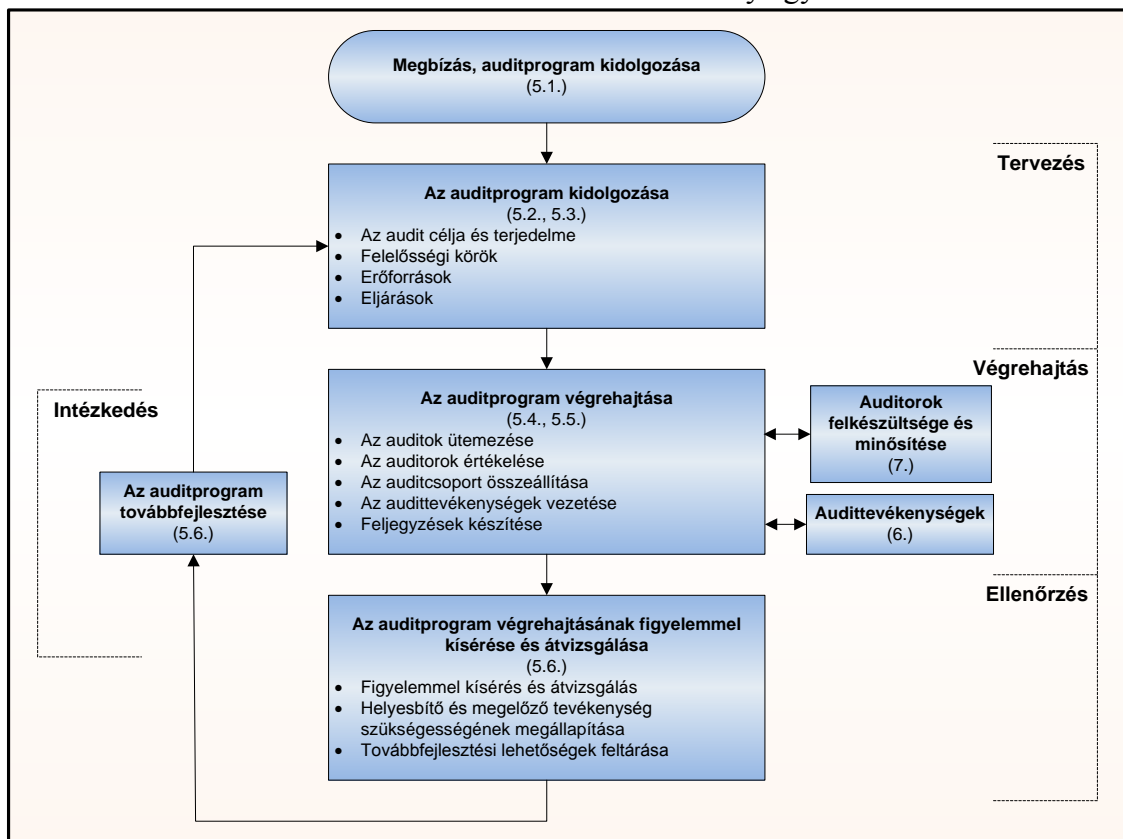 Megbízás, auditprogram kidolgozása
(5.1.)
Tervezés
Az auditprogram kidolgozása
(5.2., 5.3.)
• Az audit célja és terjedelme
• Felelősségi körök
• Erőforrások
• Eljárások
Végrehajtás
Az auditprogram végrehajtása
(5.4., 5.5.)
• Az auditok ütemezése
• Az auditorok értékelése
• Az auditcsoport összeállítása
• Az audittevékenységek vezetése
• Feljegyzések készítése
Auditorok
felkészültsége és
minősítése
(7.)
Audittevékenységek
(6.)
Intézkedés
Az auditprogram
továbbfejlesztése
(5.6.)
Ellenőrzés
Az auditprogram végrehajtásának figyelemmel
kísérése és átvizsgálása
(5.6.)
• Figyelemmel kísérés és átvizsgálás
• Helyesbítő és megelőző tevékenység
szükségességének megállapítása
• Továbbfejlesztési lehetőségek feltárása